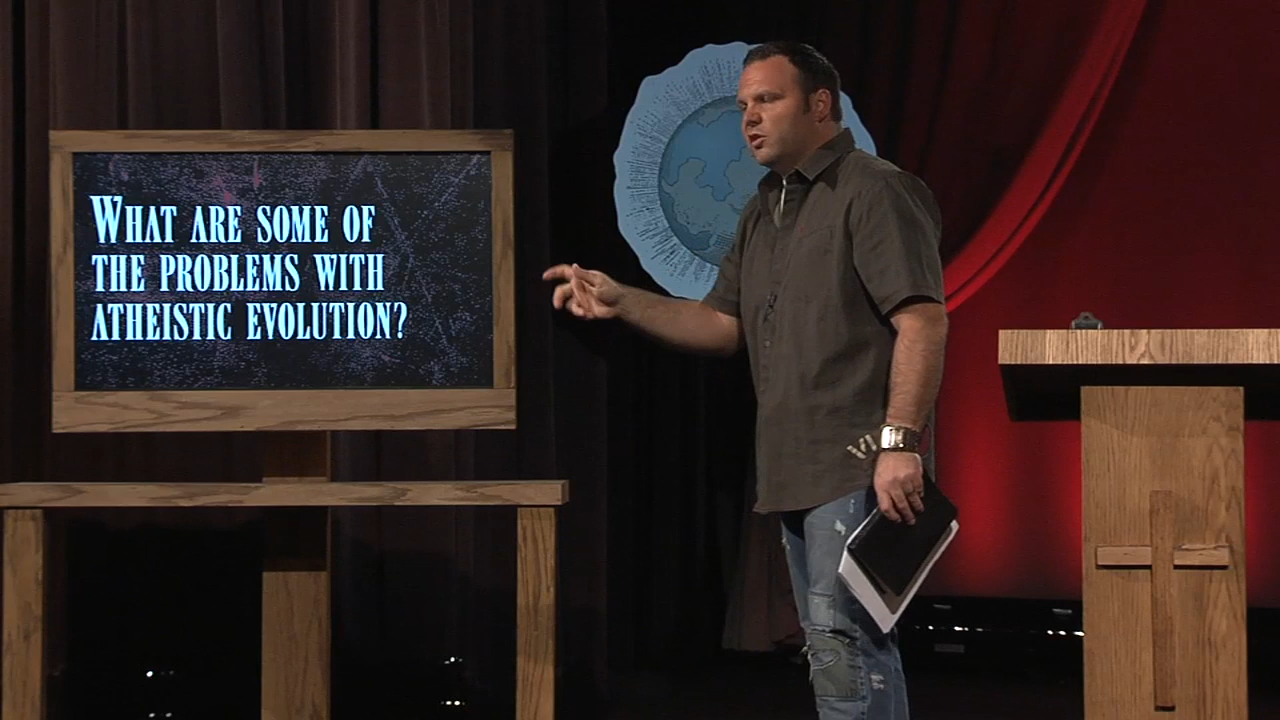 WHAT ARE SOME OF
THE PROBLEMS WITH
ATHEISTIC EVOLUTION?